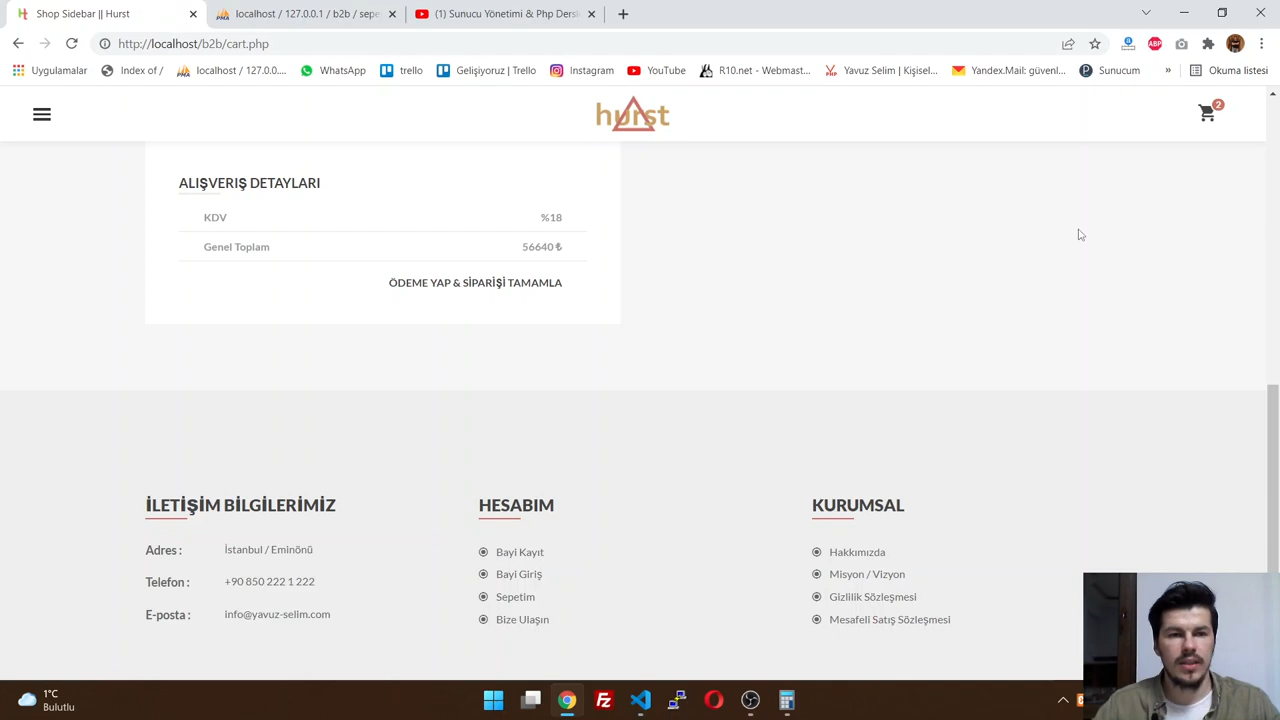 Shop Sidebar || Hurst
localhost / 127.0.0.1 / b2b / sepe
(1) Sunucu Yönetimi & Php Dersl
http://localhost/b2b/cart.php
Uygulamalar
Index of /
localhost / 127.0.0....
WhatsApp
trello
Gelişiyoruz | Trello
Instagram
YouTube
R10.net - Webmast...
Yavuz Selim | Kişisel...
Yandex.Mail: güvenl...
Sunucum
»
Okuma listesi
hurst
2
ALIŞVERIŞ DETAYLARI
KDV %18
Genel Toplam 56640 ₺
ÖDEME YAP & SİPARİŞİ TAMAMLA
İLETİŞİM BİLGİLERİMİZ
Adres : İstanbul / Eminönü
Telefon : +90 850 222 1 222
E-posta : info@yavuz-selim.com
HESABIM
Bayi Kayıt
Bayi Giriş
Sepetim
Bize Ulaşın
KURUMSAL
Hakkımızda
Misyon / Vizyon
Gizlilik Sözleşmesi
Mesafeli Satış Sözleşmesi
1°C
Bulutlu